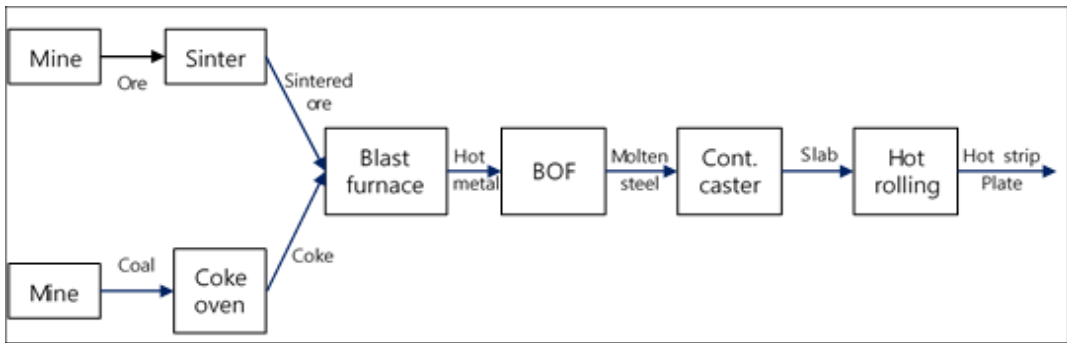 Mine
Ore
Sinter
Sintered
ore
Mine
Coal
Coke
oven
Coke
Blast
furnace
Hot
metal
BOF
Molten
steel
Cont.
caster
Slab
Hot
rolling
Hot strip
Plate